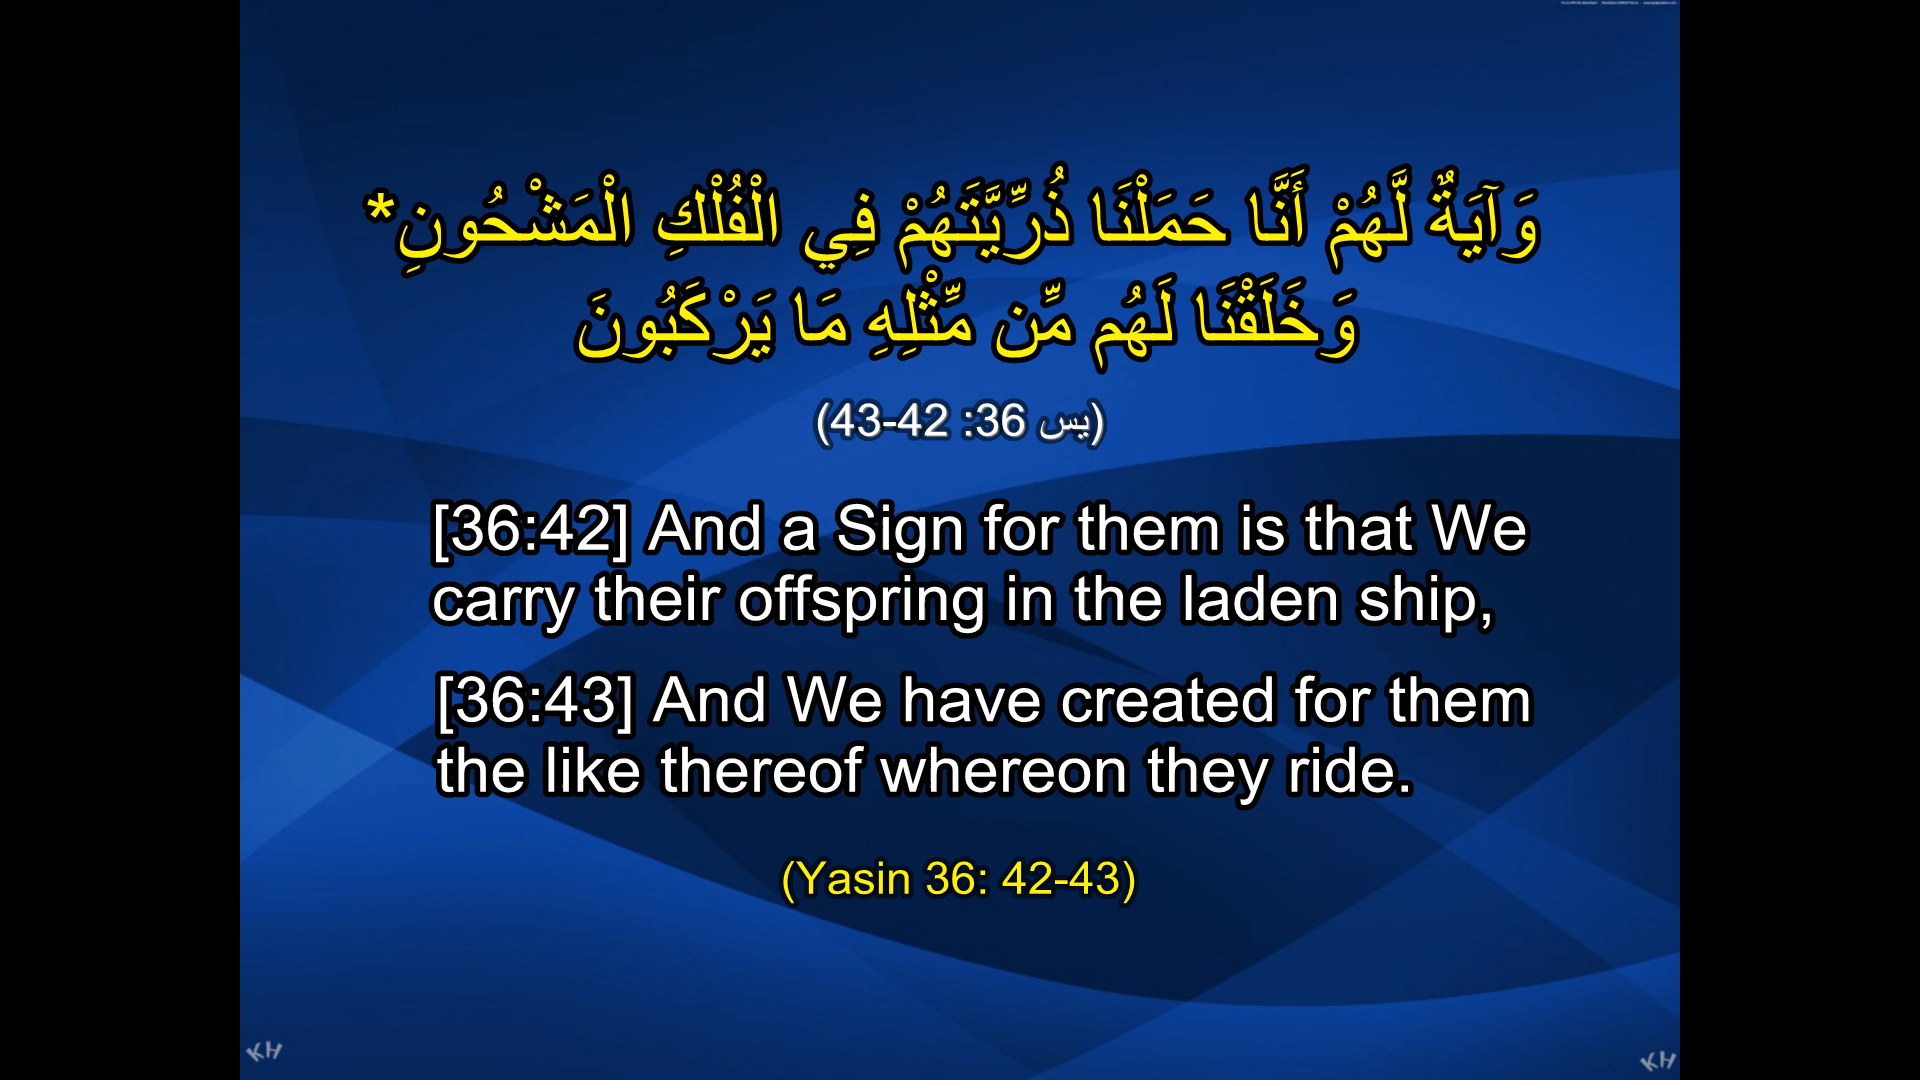 وَآيَةٌ لَّهُمْ أَنَّا حَمَلْنَا ذُرِّيَّتَهُمْ فِي الْفُلْكِ الْمَشْحُونِ*
وَخَلَقْنَا لَهُم مِّن مِّثْلِهِ مَا يَرْكَبُونَ
(يس 36: 42-43)
[36:42] And a Sign for them is that We
carry their offspring in the laden ship,
[36:43] And We have created for them
the like thereof whereon they ride.
(Yasin 36: 42-43)
KH
KH